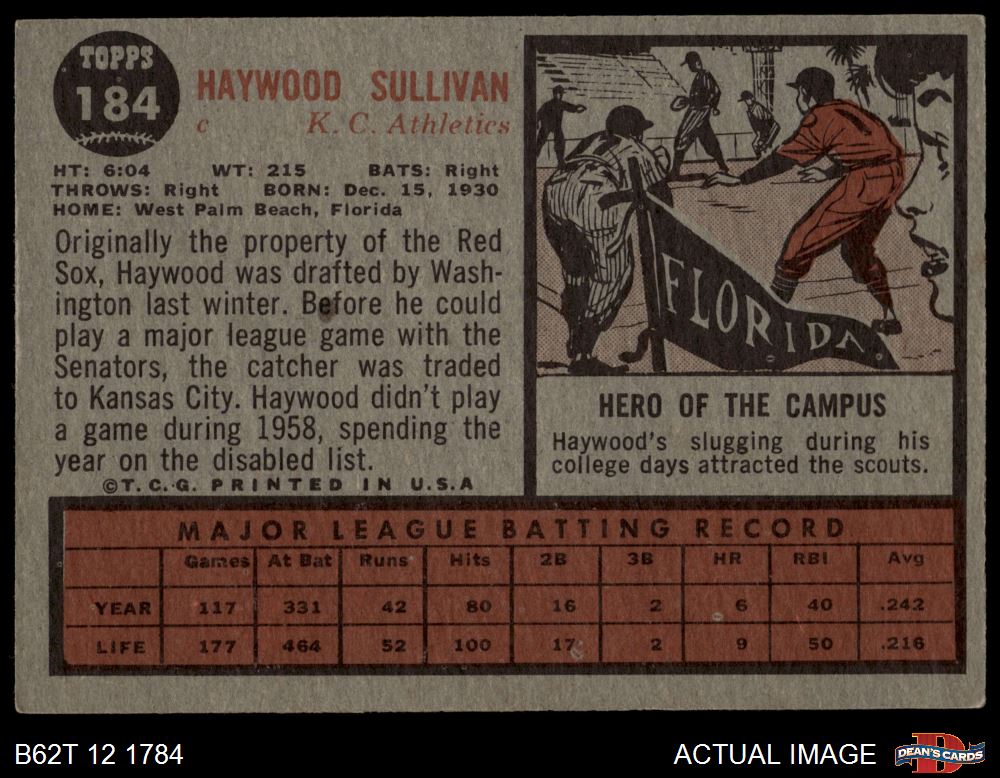 TOPPS
184
HAYWOOD SULLIVAN
c K. C. Athletics
HT: 6:04 WT: 215 BATS: Right
THROWS: Right BORN: Dec. 15, 1930
HOME: West Palm Beach, Florida
Originally the property of the Red
Sox, Haywood was drafted by Wash-
ington last winter. Before he could
play a major league game with the
Senators, the catcher was traded
to Kansas City. Haywood didn't play
a game during 1958, spending the
year on the disabled list.
©T.C.G. PRINTED IN U.S.A
FLORIDA
HERO OF THE CAMPUS
Haywood's slugging during his
college days attracted the scouts.
MAJOR LEAGUE BATTING RECORD
Games At Bat Runs Hits 2B 3B HR RBI Avg
YEAR 117 331 42 80 16 2 6 40 .242
LIFE 177 464 52 100 17 2 9 50 .216
B62T 12 1784
ACTUAL IMAGE
DEAN'S CARDS